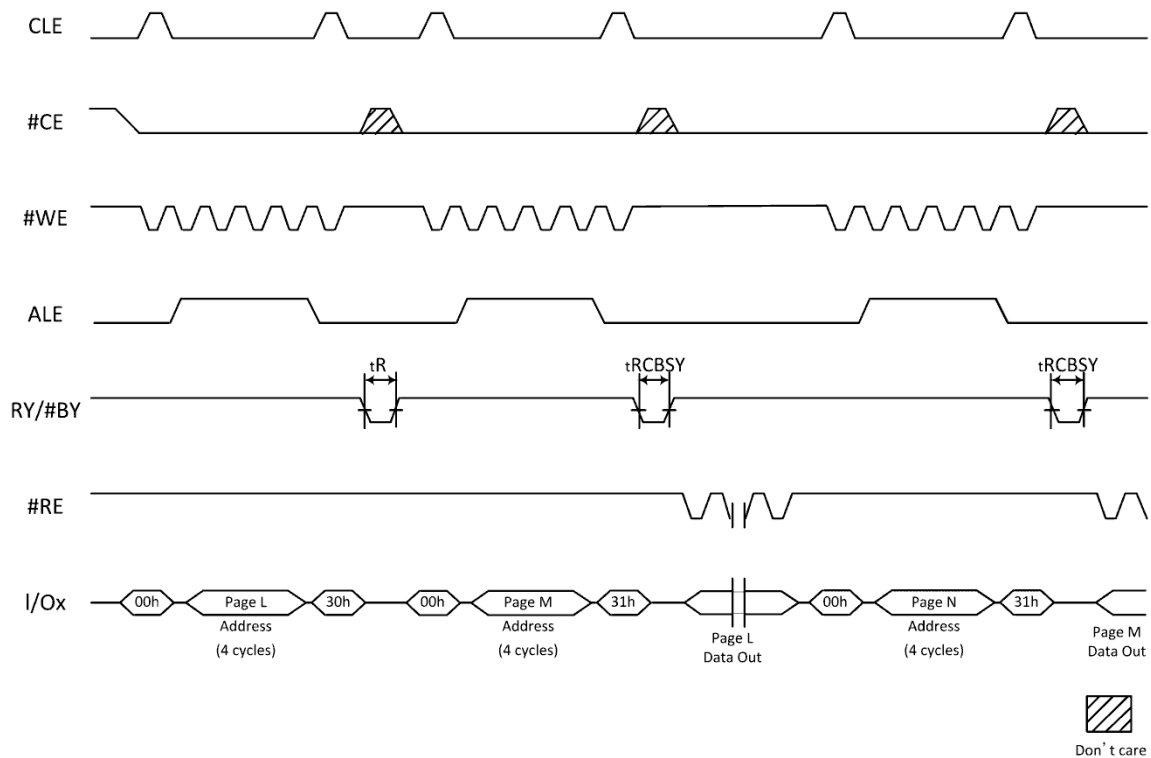 CLE
#CE
#WE
ALE
tR tRCBSY tRCBSY
RY/#BY
#RE
I/Ox 00h Page L 30h 00h Page M 31h 00h Page N 31h
Address Address Address
(4 cycles) (4 cycles) (4 cycles)
Page L Page M
Data Out Data Out
Don't care